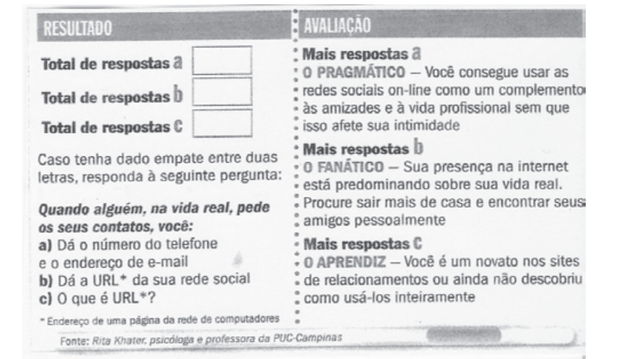 RESULTADO
Total de respostas a
Total de respostas b
Total de respostas c
Caso tenha dado empate entre duas
letras, responda à seguinte pergunta:
Quando alguém, na vida real, pede
os seus contatos, você:
a) Dá o número do telefone
e o endereço de e-mail
b) Dá a URL* da sua rede social
c) O que é URL*?
* Endereço de uma página da rede de computadores
AVALIAÇÃO
Mais respostas a
O PRAGMÁTICO — Você consegue usar as
redes sociais on-line como um complemento
às amizades e à vida profissional sem que
isso afete sua intimidade
Mais respostas b
O FANÁTICO — Sua presença na internet
está predominando sobre sua vida real.
Procure sair mais de casa e encontrar seus
amigos pessoalmente
Mais respostas c
O APRENDIZ — Você é um novato nos sites
de relacionamentos ou ainda não descobriu
como usá-los inteiramente
Fonte: Rita Khater, psicóloga e professora da PUC-Campinas